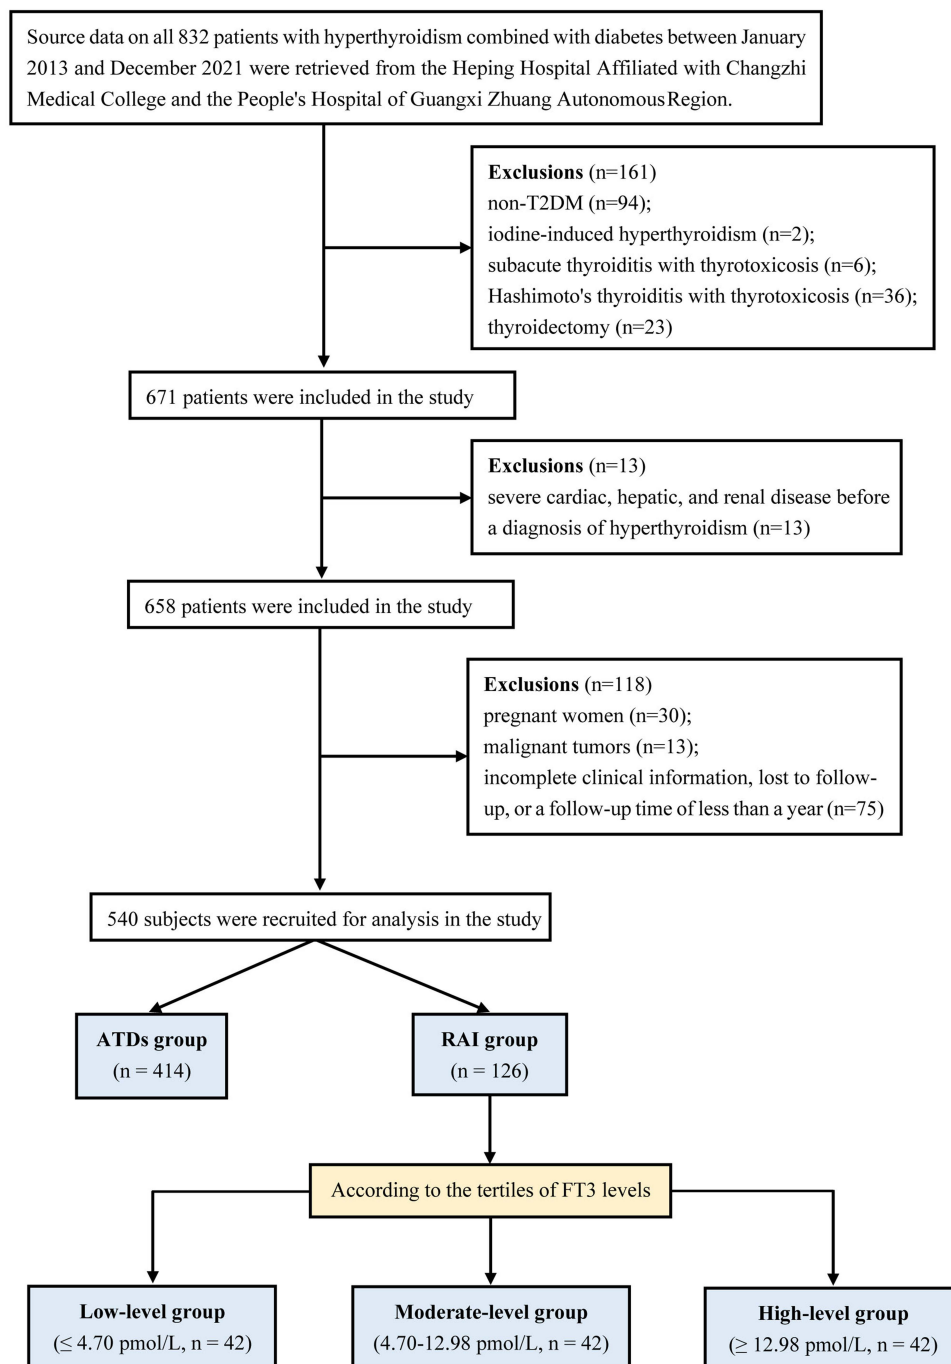 Source data on all 832 patients with hyperthyroidism combined with diabetes between January
2013 and December 2021 were retrieved from the Heping Hospital Affiliated with Changzhi
Medical College and the People's Hospital of Guangxi Zhuang AutonomousRegion.
Exclusions (n=161)
non-T2DM (n=94);
iodine-induced hyperthyroidism (n=2);
subacute thyroiditis with thyrotoxicosis (n=6);
Hashimoto's thyroiditis with thyrotoxicosis (n=36);
thyroidectomy (n=23)
671 patients were included in the study
Exclusions (n=13)
severe cardiac, hepatic, and renal disease before
a diagnosis of hyperthyroidism (n=13)
658 patients were included in the study
Exclusions (n=118)
pregnant women (n=30);
malignant tumors (n=13);
incomplete clinical information, lost to follow-
up, or a follow-up time of less than a year (n=75)
540 subjects were recruited for analysis in the study
ATDs group
(n = 414)
RAI group
(n = 126)
According to the tertiles of FT3 levels
Low-level group
(≤ 4.70 pmol/L, n = 42)
Moderate-level group
(4.70-12.98 pmol/L, n = 42)
High-level group
(≥ 12.98 pmol/L, n = 42)